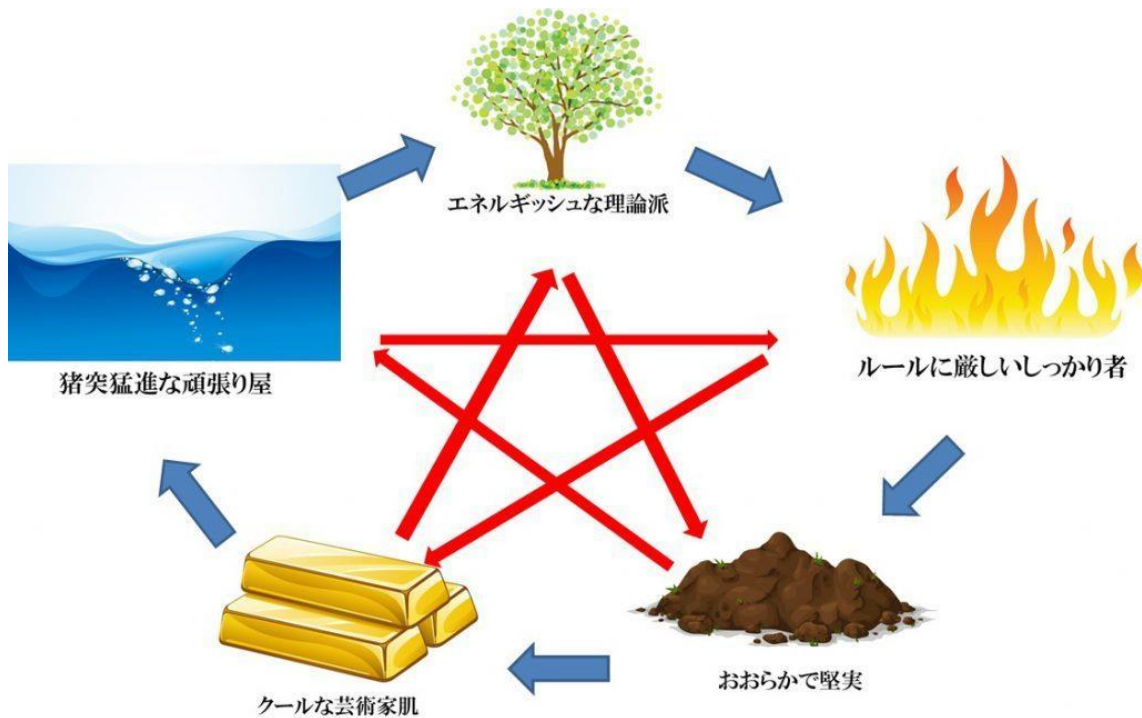 エネルギッシュな理論派
ルールに厳しいしっかり者
猪突猛進な頑張り屋
おおらかで堅実
クールな芸術家肌